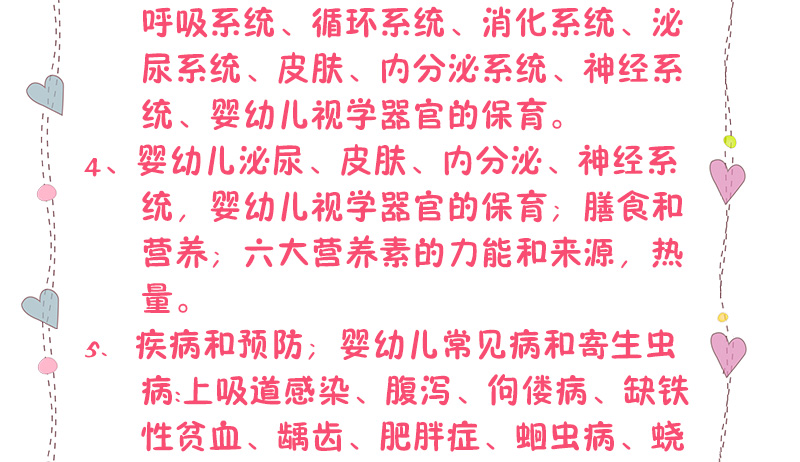 呼吸系统、循环系统、消化系统、泌
尿系统、皮肤、内分泌系统、神经系
统、婴幼儿视学器官的保育。
4、婴幼儿泌尿、皮肤、内分泌、神经系
统，婴幼儿视学器官的保育；膳食和
营养；六大营养素的力能和来源，热
量。
5、疾病和预防；婴幼儿常见病和寄生虫
病:上吸道感染、腹泻、佝偻病、缺铁
性贫血、龋齿、肥胖症、蛔虫病、蛲